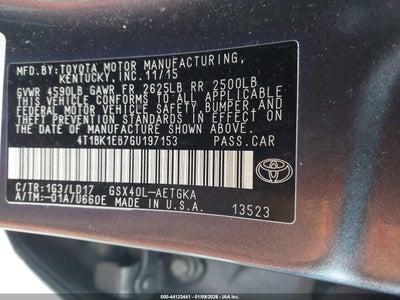 MFD.BY:TOYOTA MOTOR MANUFACTURING,
KENTUCKY, INC. 11/15
GVWR 4590LB GAWR FR 2625LB RR 2500LB
THIS VEHICLE CONFORMS TO ALL APPLICABLE
FEDERAL MOTOR VEHICLE SAFETY,BUMPER,AND
THEFT PREVENTION STANDARDS IN EFFECT ON
THE DATE OF MANUFACTURE SHOWN ABOVE.
4T1BK1EB7GU197153 PASS.CAR
C/TR:1G3/LD17 GSX40L-AETGKA
A/TM:-01A/U660E MADE IN U.S.A.
13523
TOYOTA
000-44123441 - 01/09/2026 - IAA Holdings, LLC